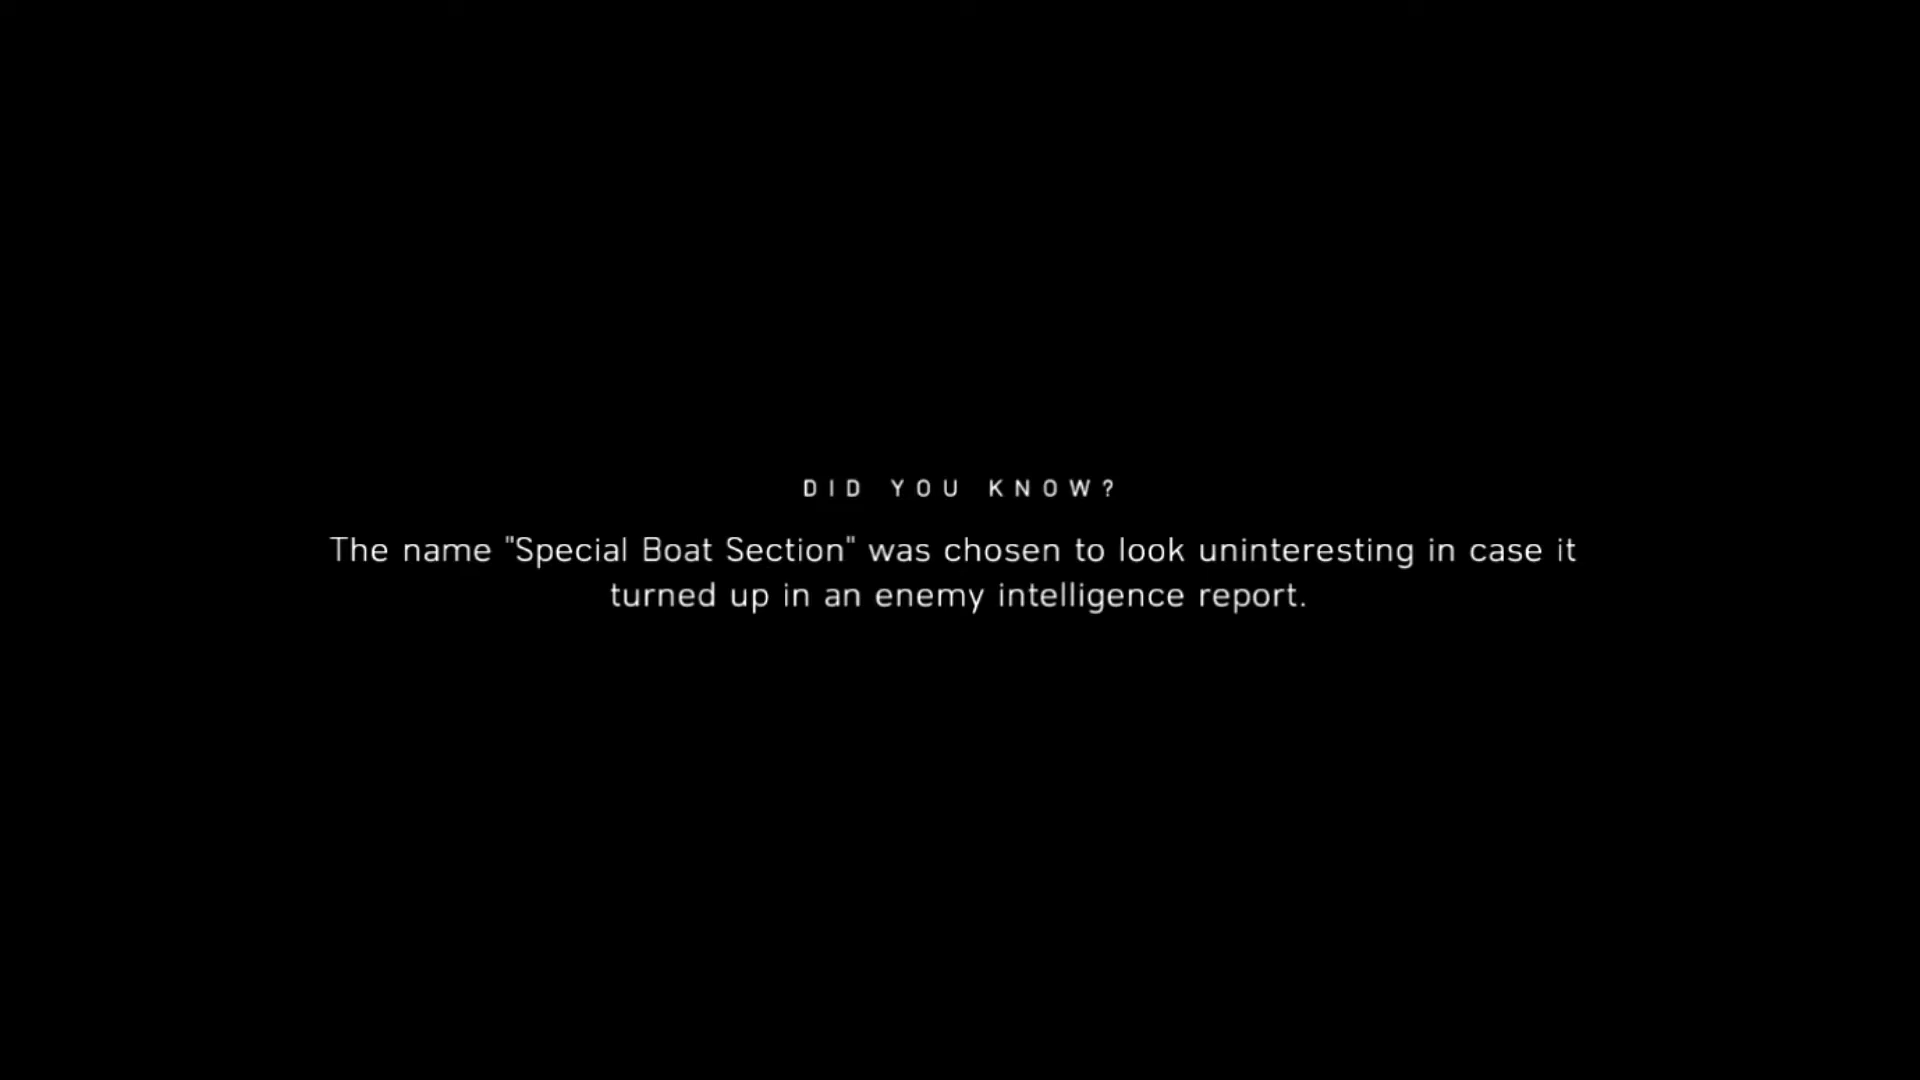 DID YOU KNOW?
The name "Special Boat Section" was chosen to look uninteresting in case it
turned up in an enemy intelligence report.